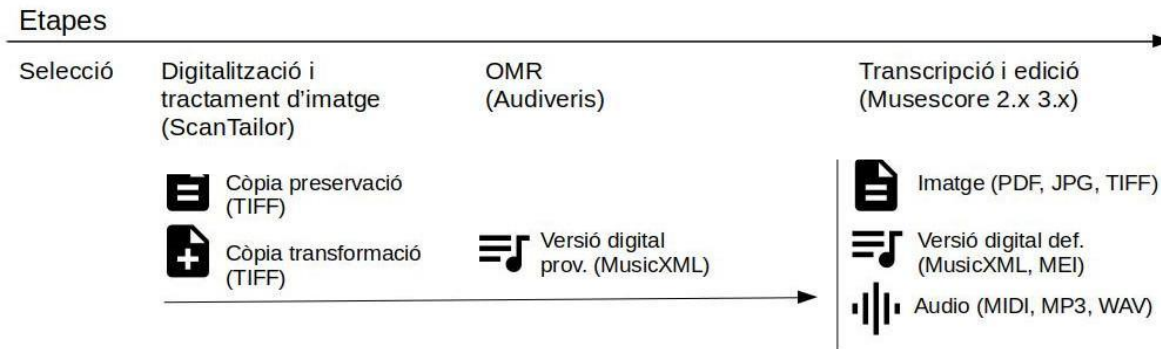 Etapes
Selecció
Digitalització i
tractament d'imatge
(ScanTailor)
OMR
(Audiveris)
Transcripció i edició
(Musescore 2.x 3.x)
Còpia preservació
(TIFF)
Còpia transformació
(TIFF)
Versió digital
prov. (MusicXML)
Imatge (PDF, JPG, TIFF)
Versió digital def.
(MusicXML, MEI)
Audio (MIDI, MP3, WAV)